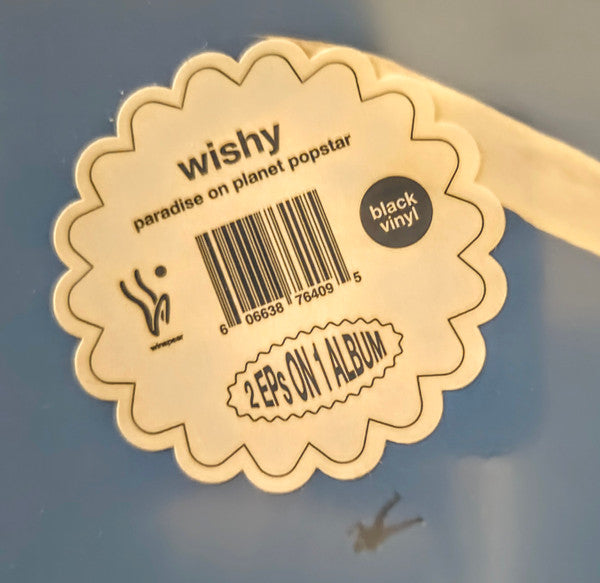 wishy
paradise on planet popstar
black
vinyl
6 06638 76409 5
winspear
2 EPs ON 1 ALBUM